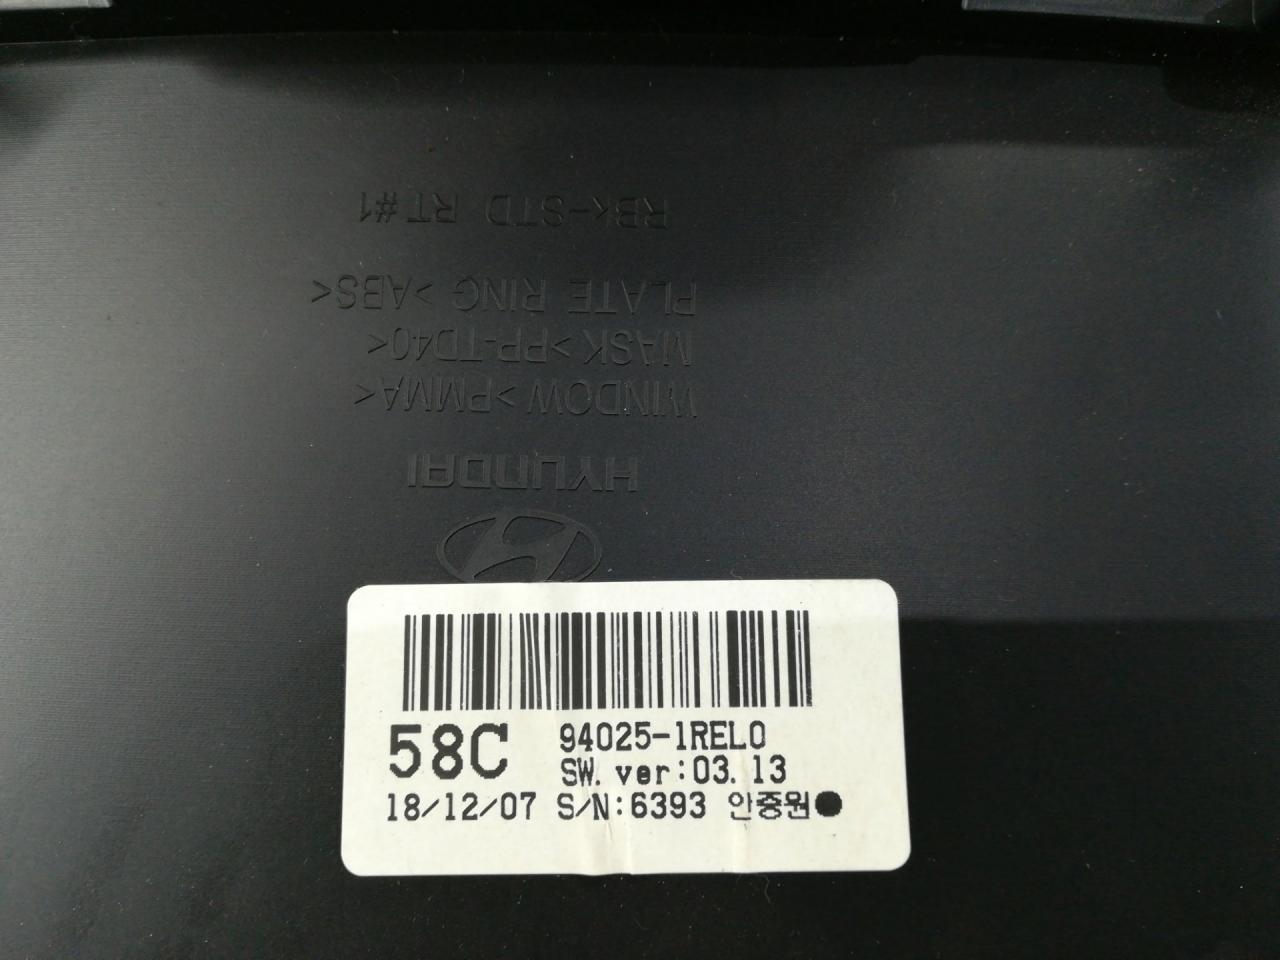 RBk-STD RT#1
PLATE RING >ABS<
MASK >PP-TD40<
WINDOW >PMMA<
HYUNDAI
58C 94025-1REL0
SW. ver:03.13
18/12/07 S/N:6393 안중원●